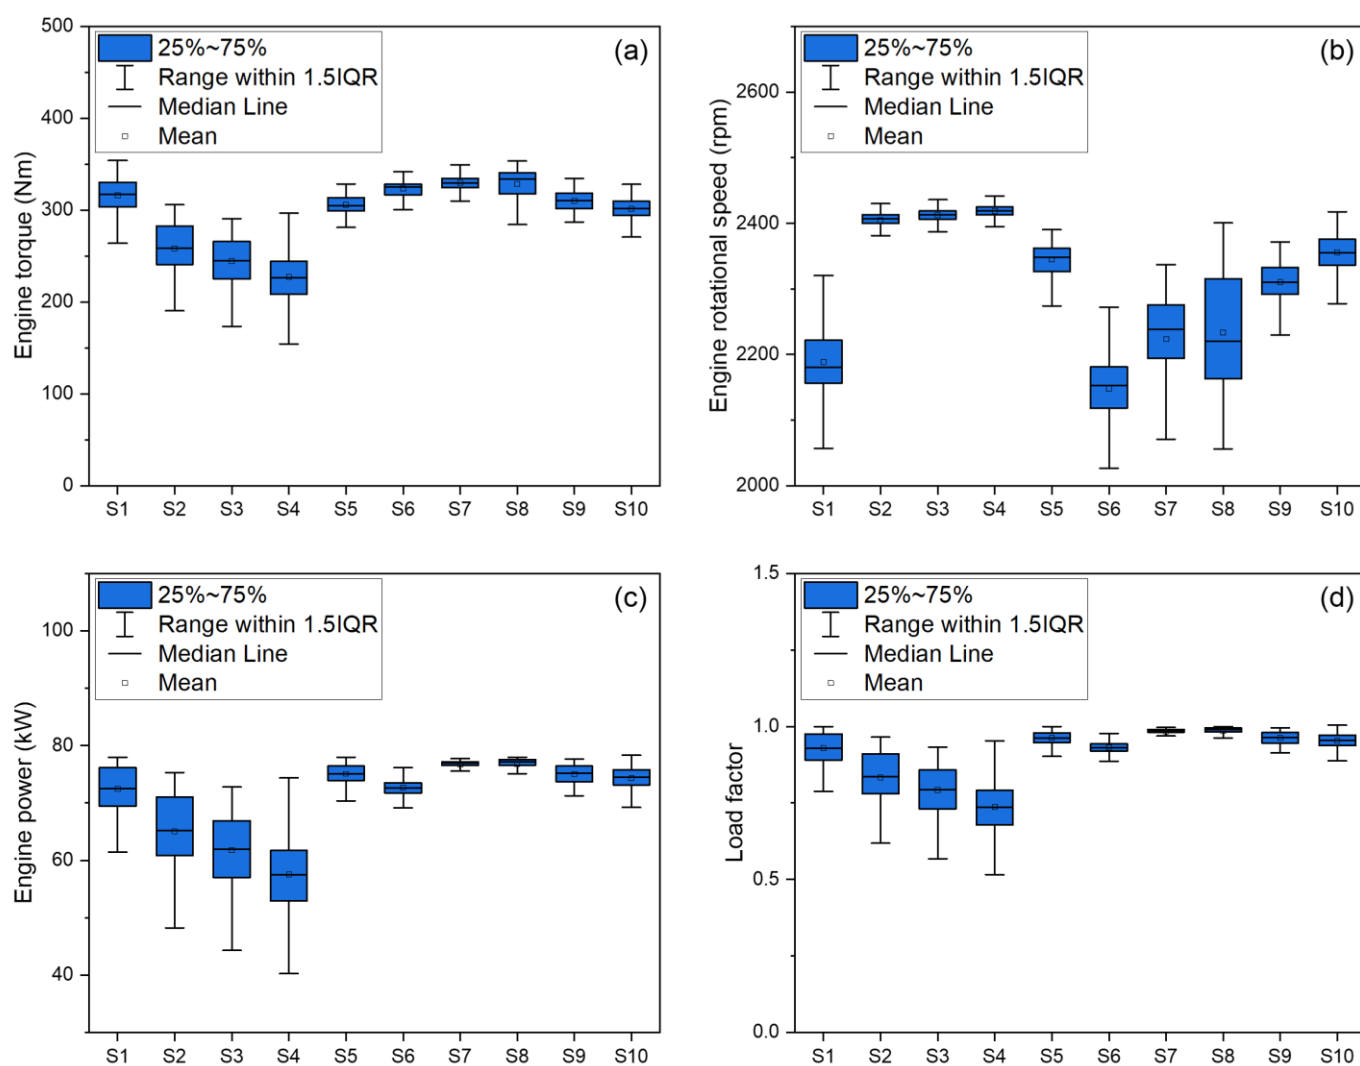 (a)
25%~75%
Range within 1.5IQR
Median Line
Mean
Engine torque (Nm)
500
400
300
200
100
0
S1 S2 S3 S4 S5 S6 S7 S8 S9 S10
(b)
25%~75%
Range within 1.5IQR
Median Line
Mean
Engine rotational speed (rpm)
2600
2400
2200
2000
S1 S2 S3 S4 S5 S6 S7 S8 S9 S10
(c)
25%~75%
Range within 1.5IQR
Median Line
Mean
Engine power (kW)
100
80
60
40
S1 S2 S3 S4 S5 S6 S7 S8 S9 S10
(d)
25%~75%
Range within 1.5IQR
Median Line
Mean
Load factor
1.5
1.0
0.5
0.0
S1 S2 S3 S4 S5 S6 S7 S8 S9 S10